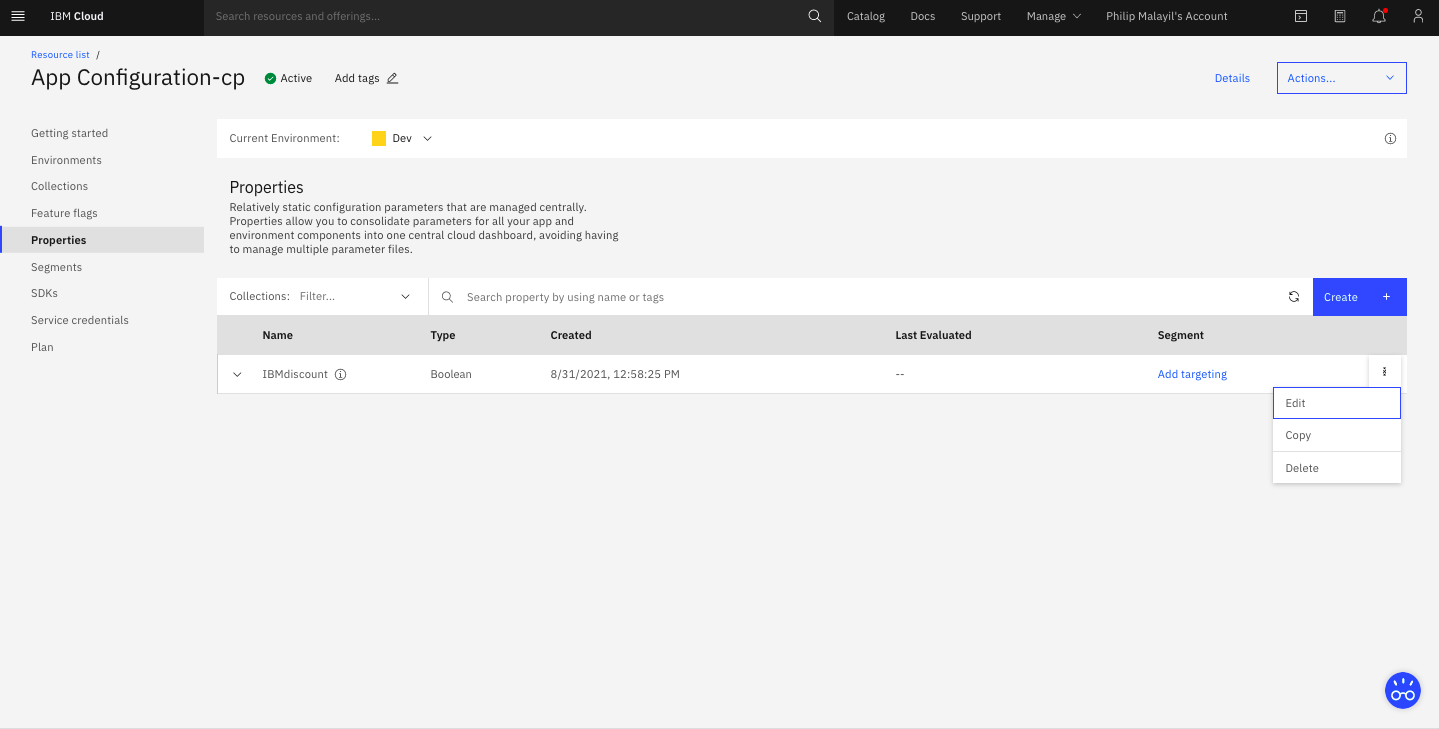 IBM Cloud
Search resources and offerings...
Catalog
Docs
Support
Manage
Philip Malayil's Account
Resource list /
App Configuration-cp
Active
Add tags
Details
Actions...
Getting started
Environments
Collections
Feature flags
Properties
Segments
SDKs
Service credentials
Plan
Current Environment:
Dev
Properties
Relatively static configuration parameters that are managed centrally.
Properties allow you to consolidate parameters for all your app and
environment components into one central cloud dashboard, avoiding having
to manage multiple parameter files.
Collections: Filter...
Search property by using name or tags
Create +
Name Type Created Last Evaluated Segment
IBMdiscount Boolean 8/31/2021, 12:58:25 PM -- Add targeting
Edit
Copy
Delete